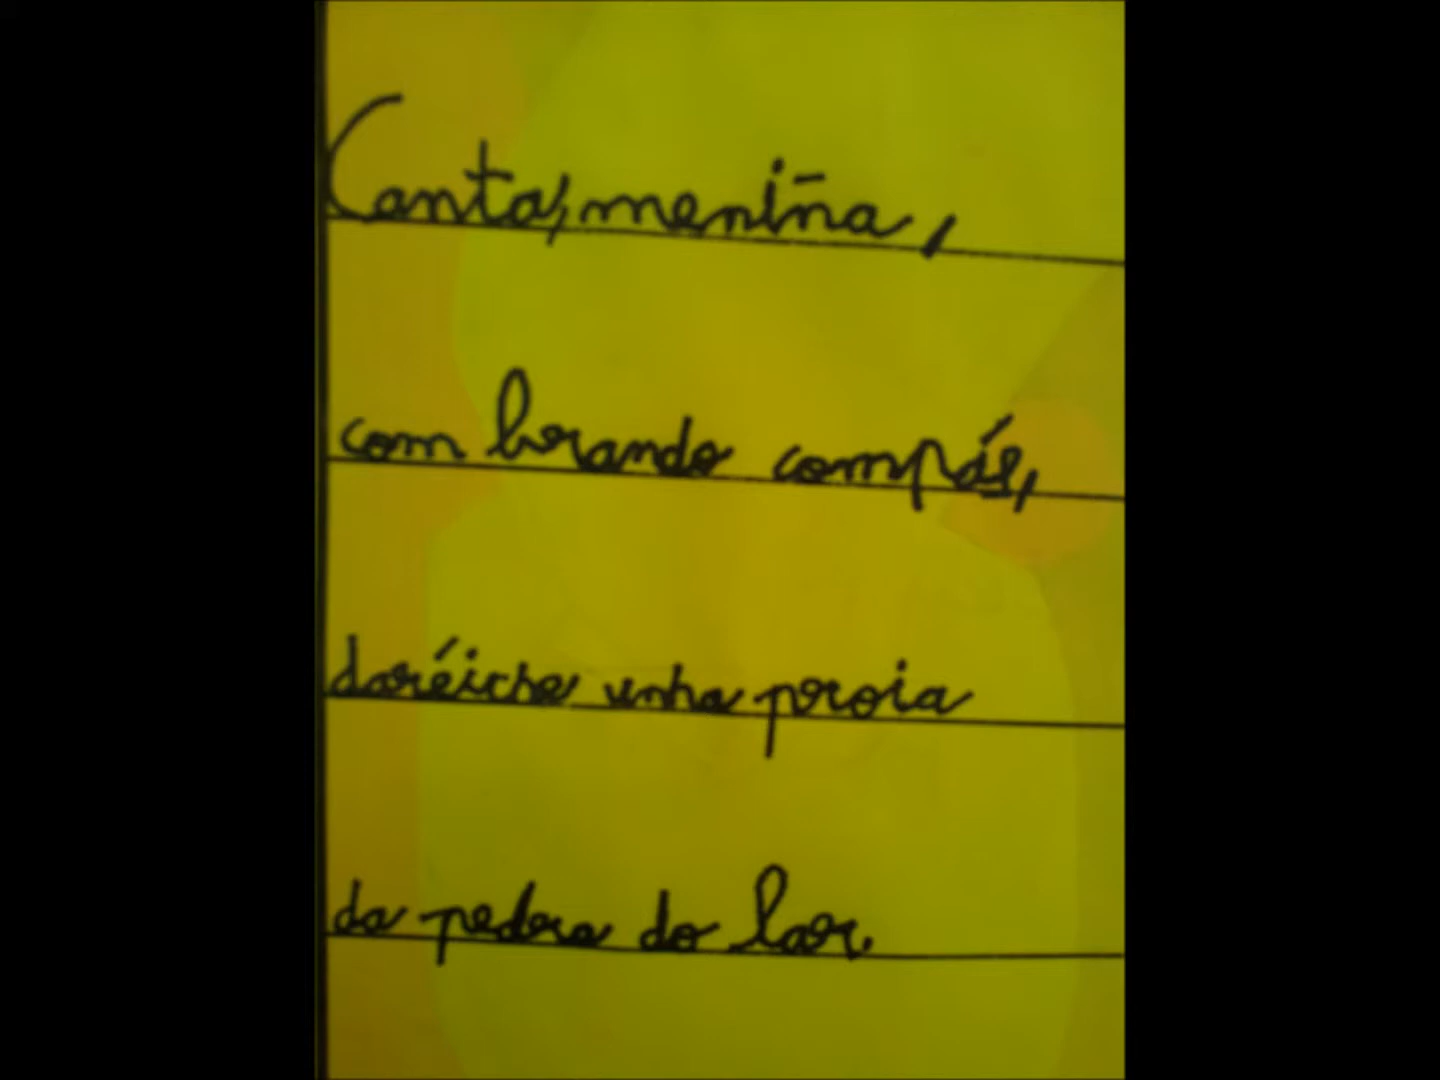 Canta, meniña,
com brando compás,
daréiche unha proia
da pedra do lar.